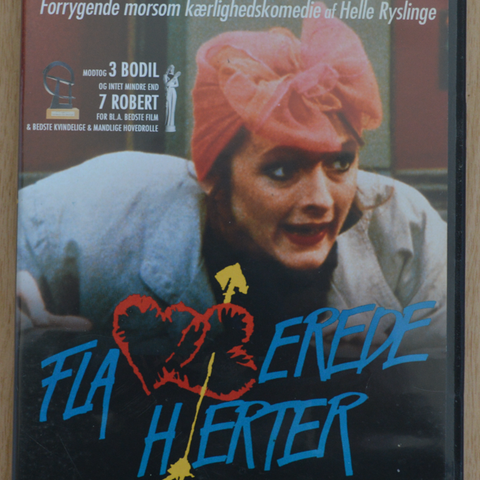 Forrygende morsom kærlighedskomedie af Helle Ryslinge
MODTOG 3 BODIL
OG INTET MINDRE END
7 ROBERT
FOR BL.A. BEDSTE FILM
& BEDSTE KVINDELIGE & MANDLIGE HOVEDROLLE
FLA EREDE
HJERTER